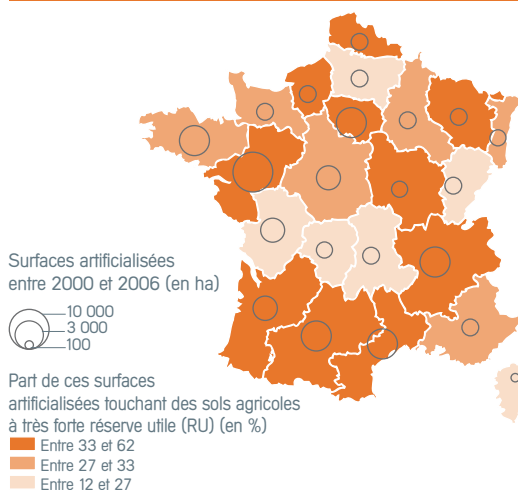 Surfaces artificialisées
entre 2000 et 2006 (en ha)
10 000
3 000
100
Part de ces surfaces
artificialisées touchant des sols agricoles
à très forte réserve utile (RU) (en %)
Entre 33 et 62
Entre 27 et 33
Entre 12 et 27